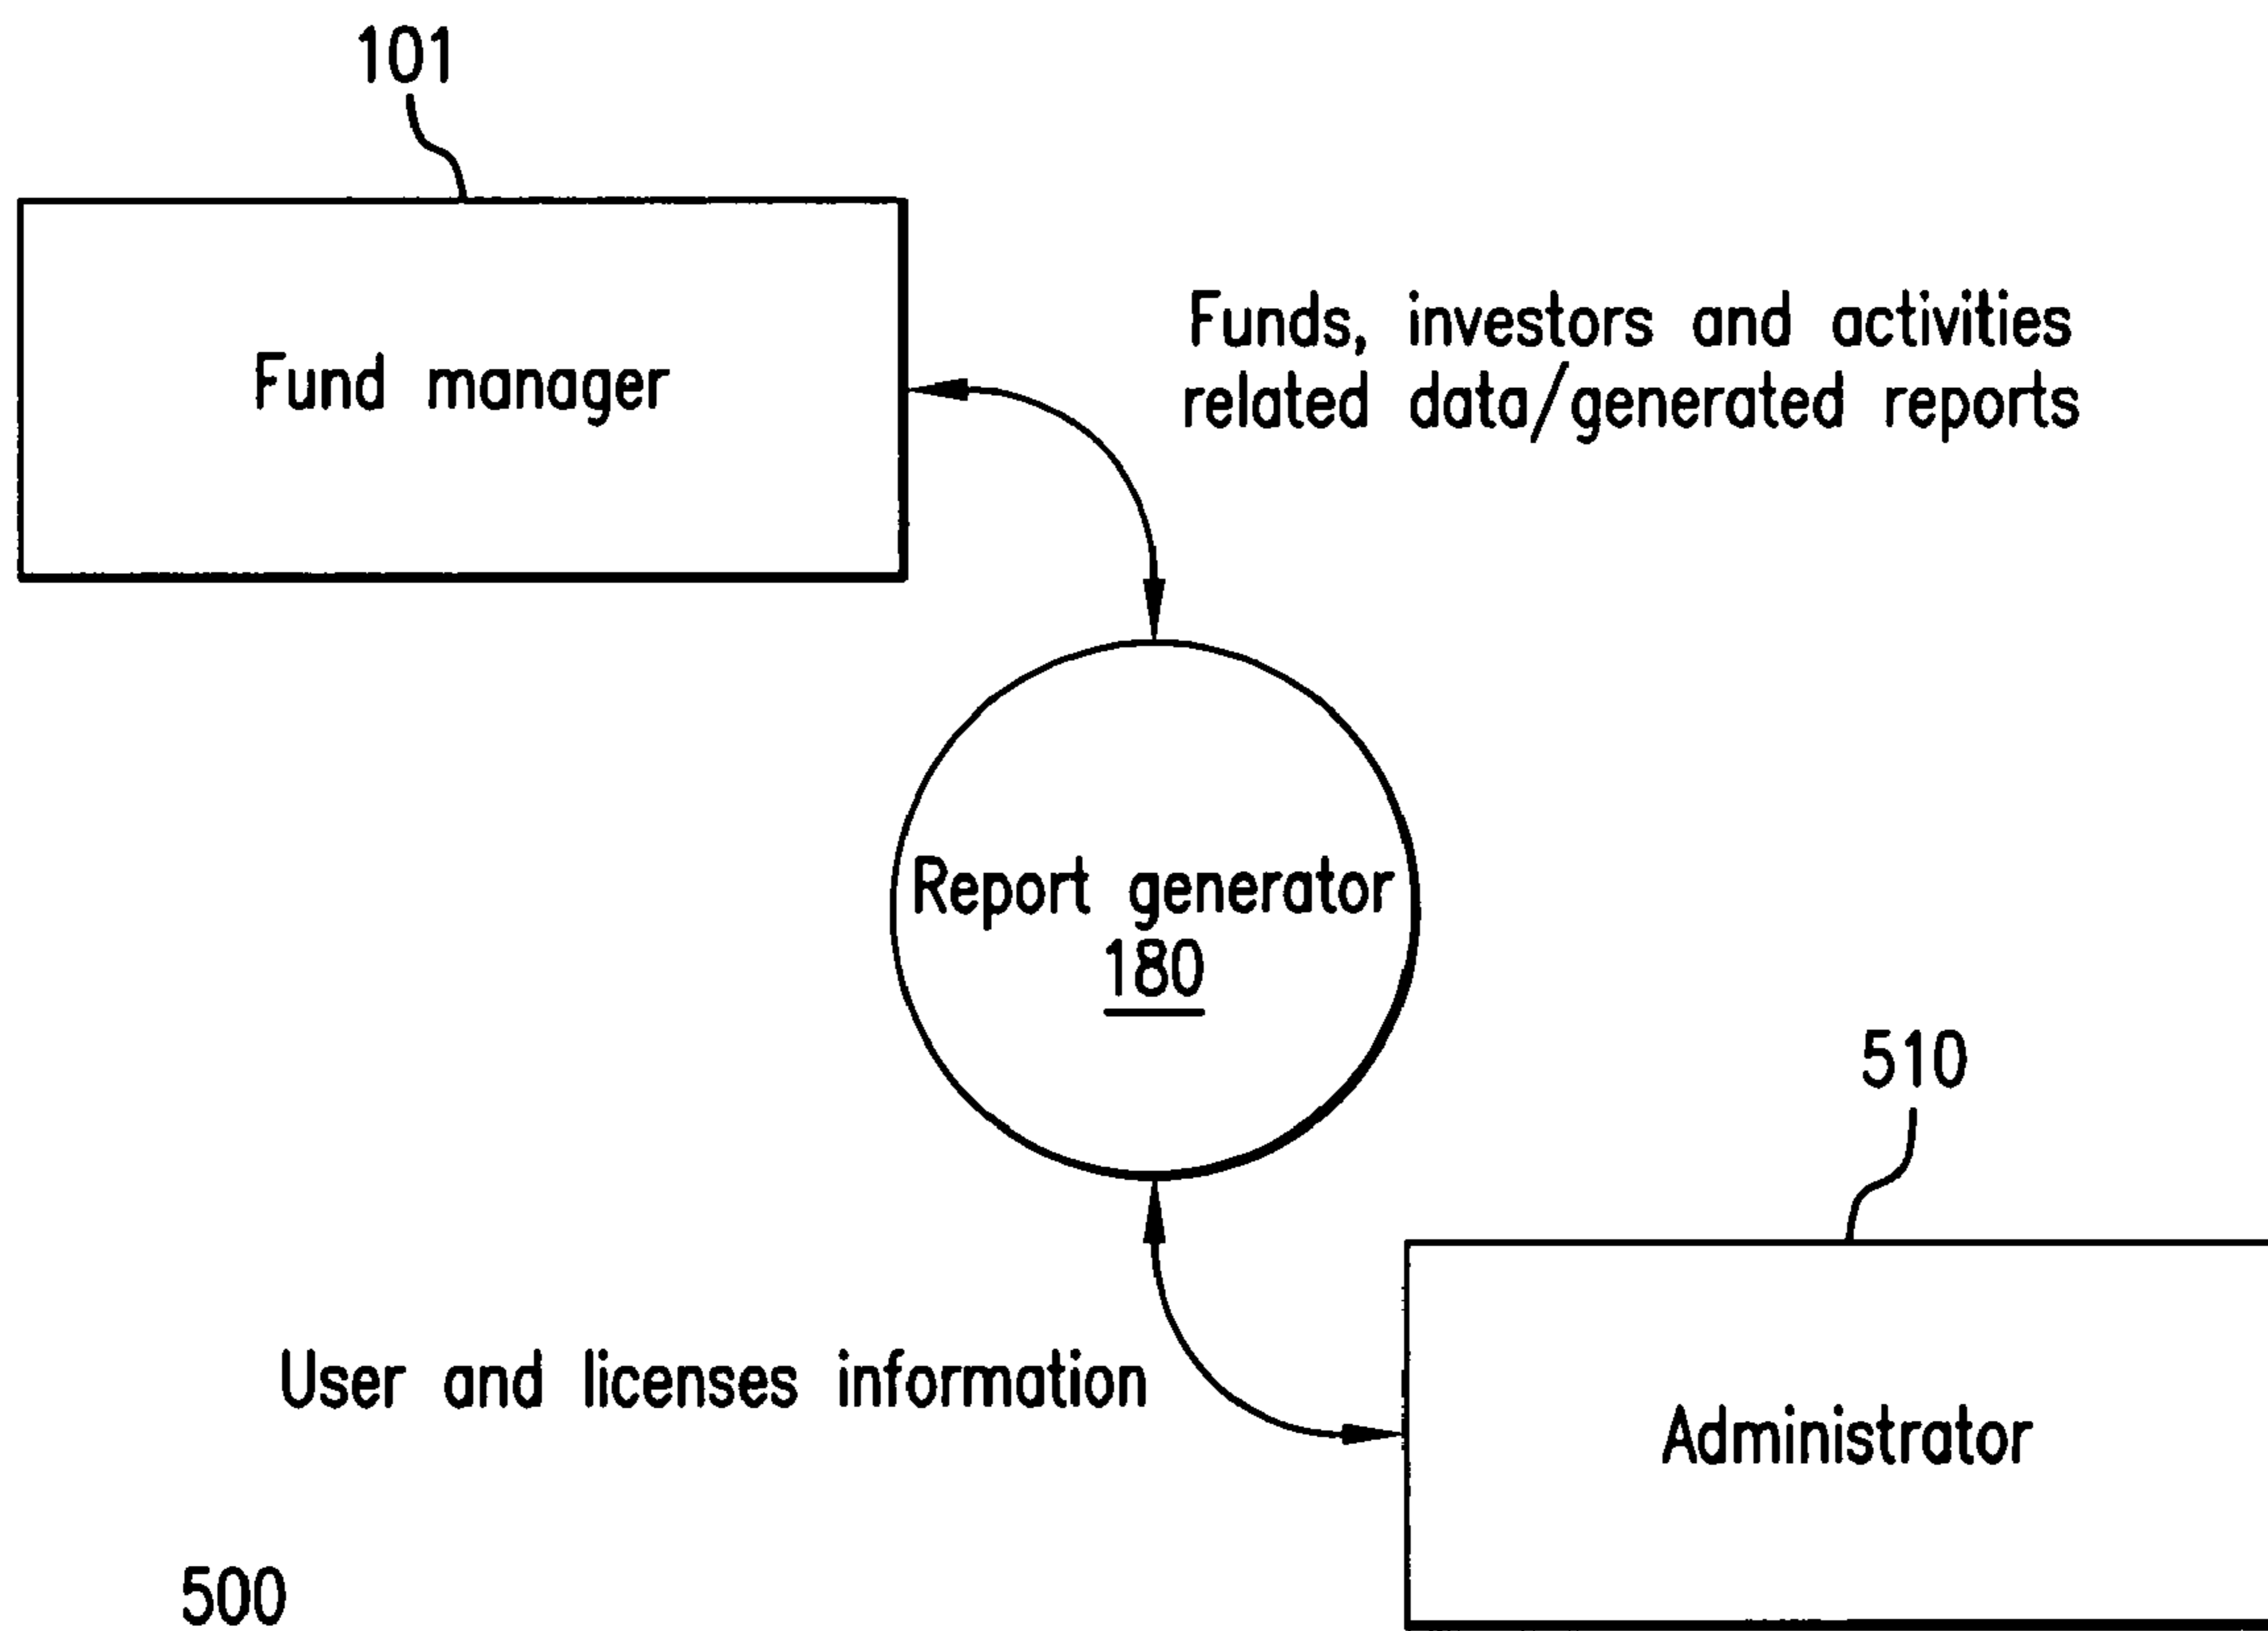 101
Fund manager
Funds, investors and activities
related data/generated reports
Report generator
180
510
User and licenses information
Administrator
500